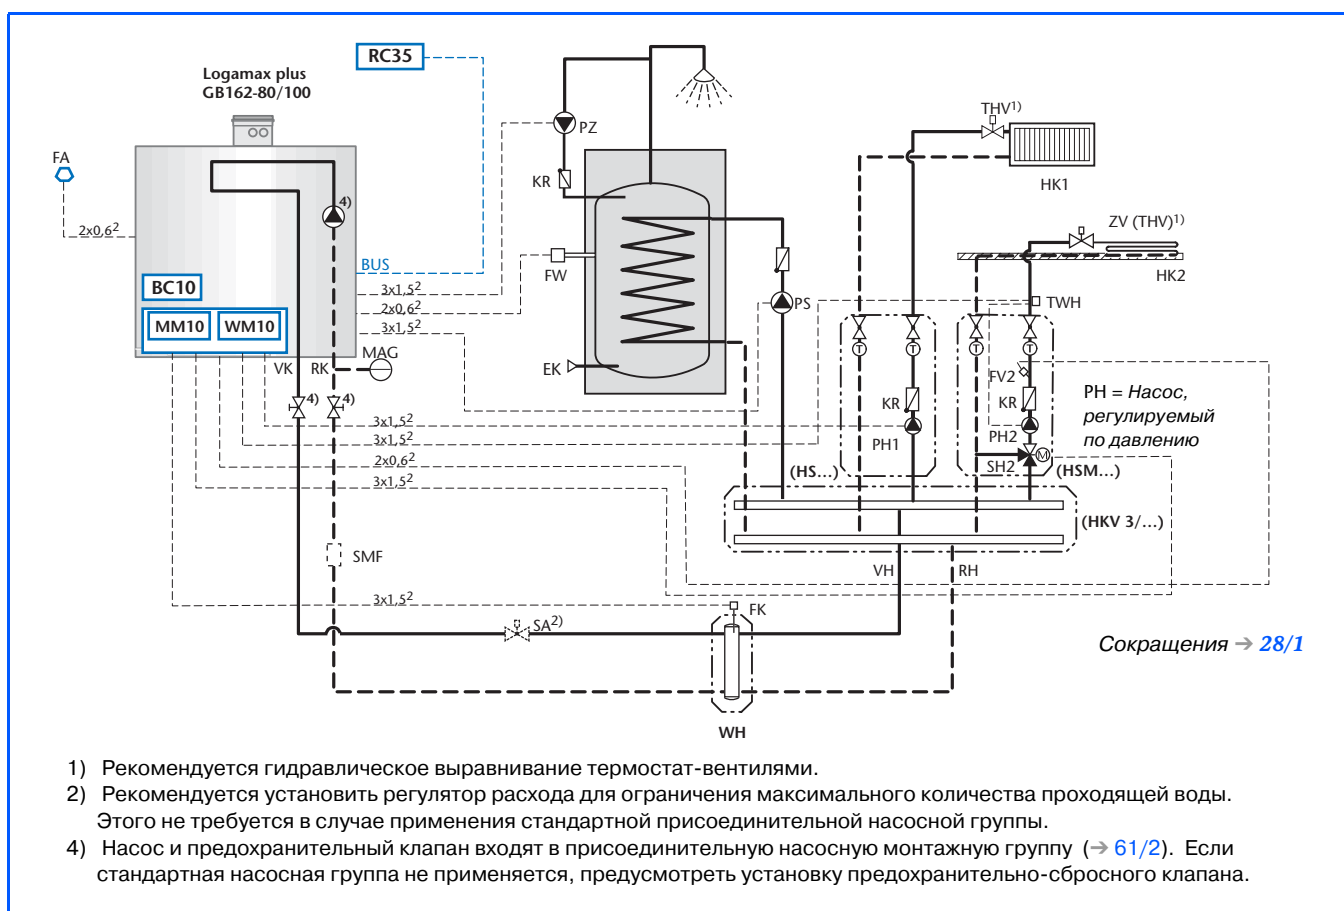 RC35
Logamax plus
GB162-80/100
THV1)
PZ
FA
KR
HK1
4)
ZV (THV)1)
2x0,62
BUS
FW
HK2
BC10
3x1,52
2x0,62
MM10
WM10
3x1,52
PS
TWH
MAG
VK
RK
EK
T
T
T
T
FV2
4)
4)
KR
KR
PH = Насос,
регулируемый
по давлению
3x1,52
3x1,52
PH1
PH2
M
2x0,62
3x1,52
(HS...)
SH2
(HSM...)
(HKV 3/...)
SMF
VH
RH
3x1,52
FK
SA2)
Сокращения → 28/1
WH
1) Рекомендуется гидравлическое выравнивание термостат-вентилями.
2) Рекомендуется установить регулятор расхода для ограничения максимального количества проходящей воды.
Этого не требуется в случае применения стандартной присоединительной насосной группы.
4) Насос и предохранительный клапан входят в присоединительную насосную монтажную группу (→ 61/2). Если
стандартная насосная группа не применяется, предусмотреть установку предохранительно-сбросного клапана.